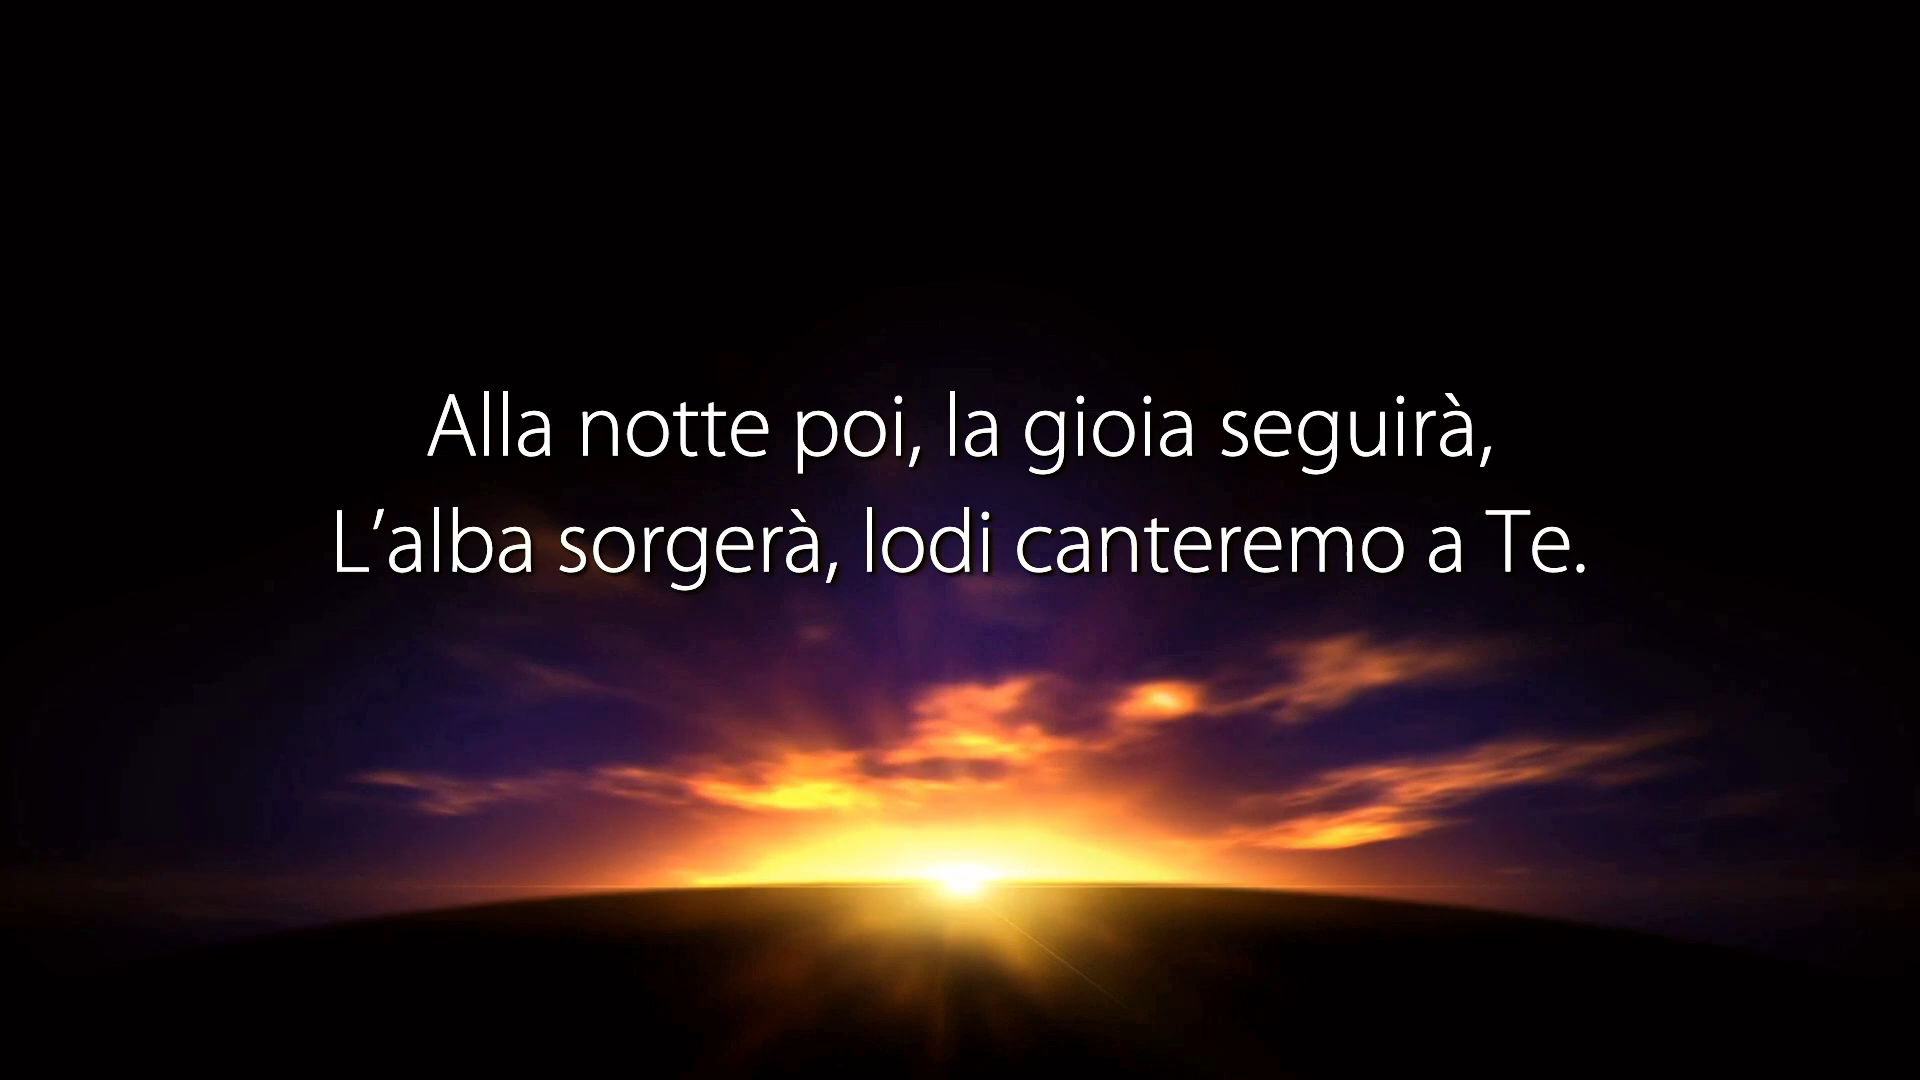 Alla notte poi, la gioia seguirà,
L’alba sorgerà, lodi canteremo a Te.